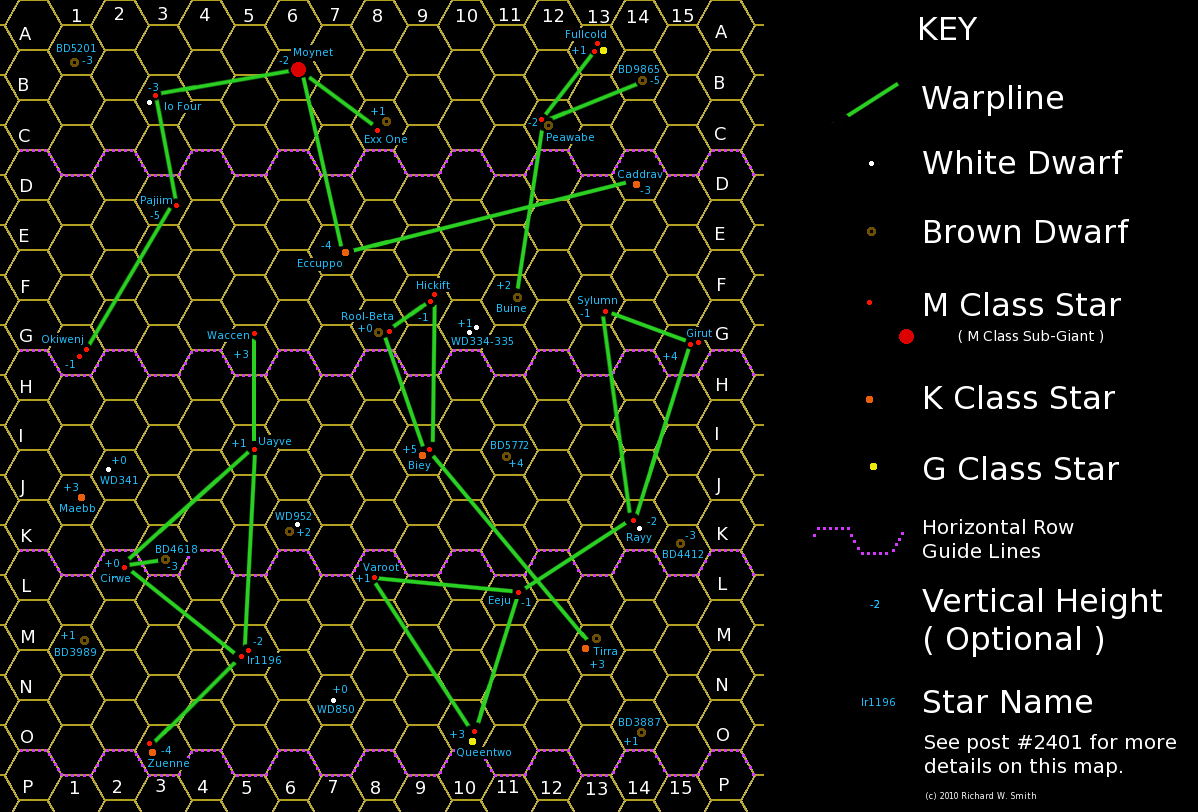 1 2 3 4 5 6 7 8 9 10 11 12 13 14 15
A A
Fullcold
+1
BD5201
-3
Moynet
-2
BD9865
-5
B B
-3
Io Four
+1
Exx One
-2
Peawabe
C C
Caddrav
-3
D D
Pajiim
-5
E E
-4
Eccuppo
F F
Hickift
-1
+2
Buine
Sylumn
-1
Rool-Beta
+0
+1
WD334-335
Waccen
+3
Girut
+4
G G
Okiwenj
-1
H H
I I
+1 Uayve
+5
Biey
BD5772
+4
+0
WD341
J J
+3
Maebb
WD952
+2
-2
Rayy
-3
BD4412
K K
BD4618
-3
+0
Cirwe
Varoot
+1
L L
Eeju -1
+1
BD3989
M M
-2
Ir1196
Tirra
+3
N N
+0
WD850
BD3887
+1
+3
Queentwo
O O
-4
Zuenne
P P
1 2 3 4 5 6 7 8 9 10 11 12 13 14 15
KEY
Warpline
White Dwarf
Brown Dwarf
M Class Star
( M Class Sub-Giant )
K Class Star
G Class Star
Horizontal Row
Guide Lines
-2 Vertical Height
( Optional )
Ir1196 Star Name
See post #2401 for more
details on this map.
(c) 2010 Richard W. Smith